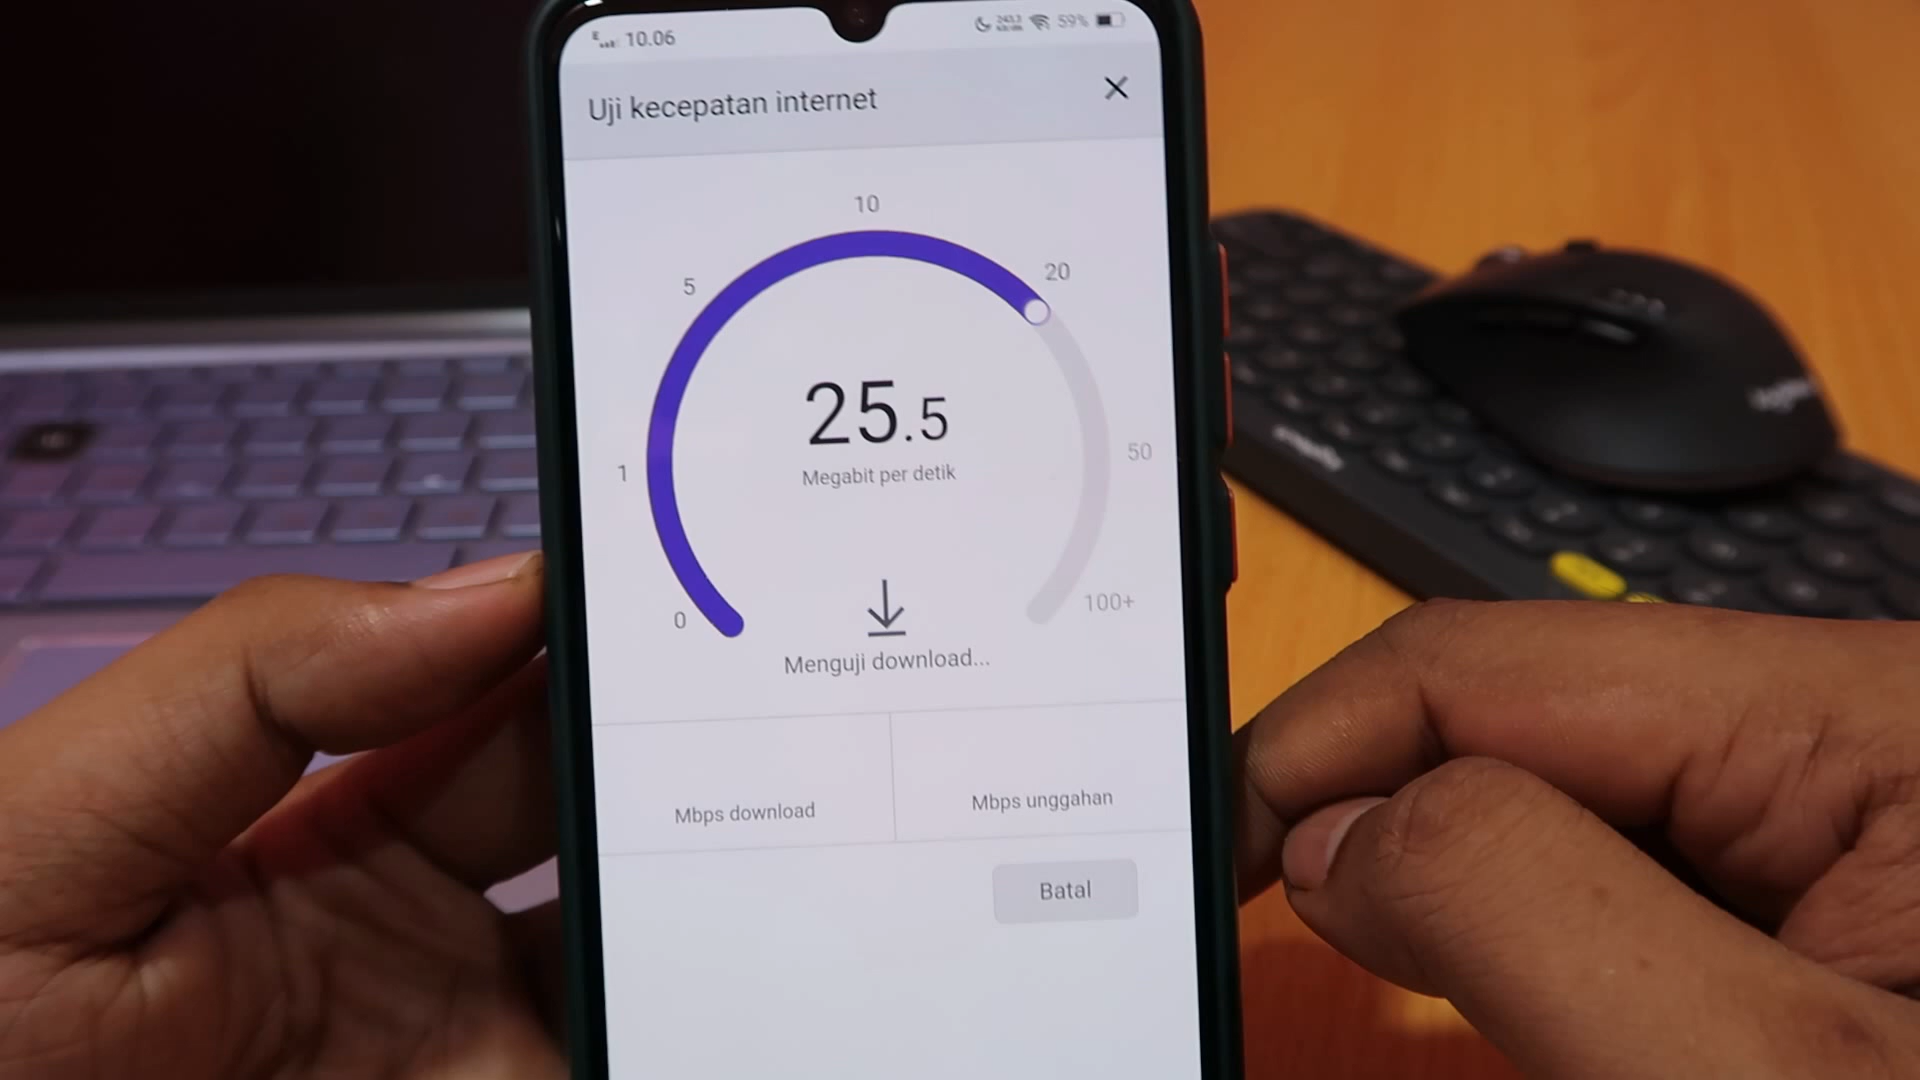 E 10.06 59%
Uji kecepatan internet
10
5
20
1
50
25.5
Megabit per detik
0
100+
Menguji download...
Mbps download
Mbps unggahan
Batal